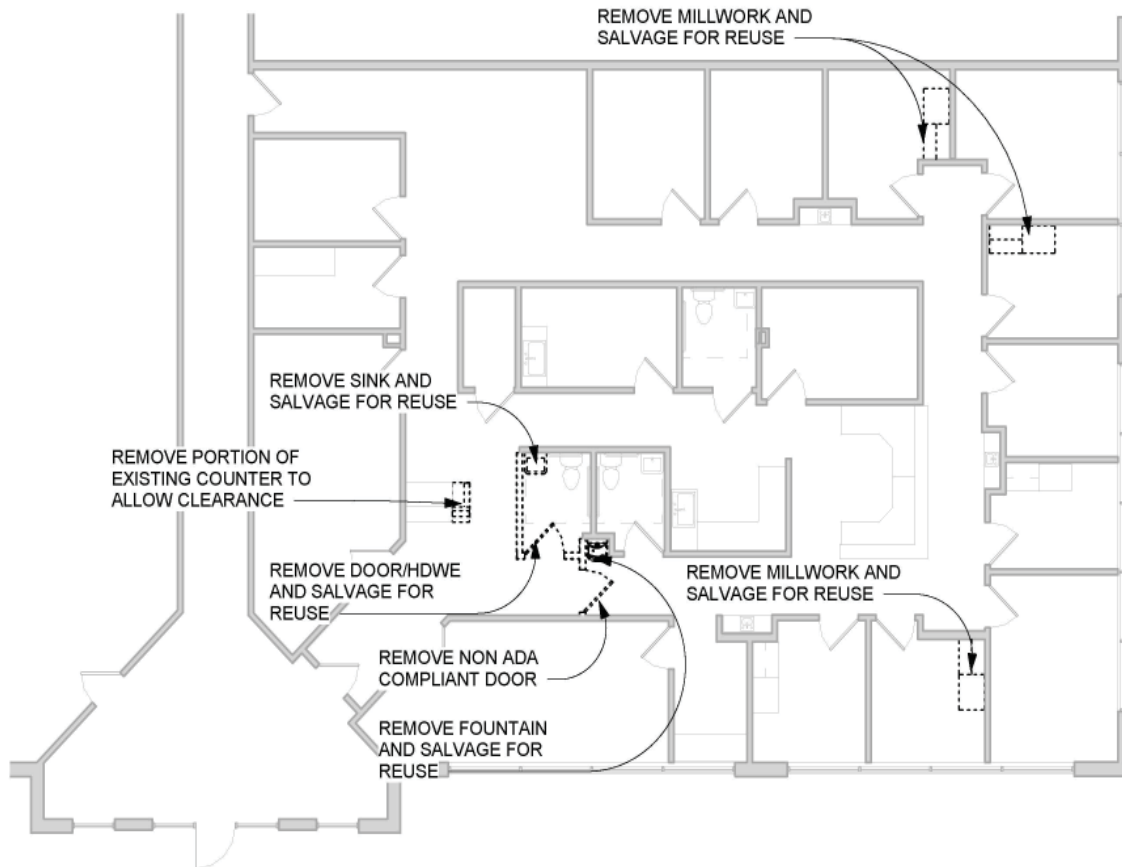 REMOVE MILLWORK AND
SALVAGE FOR REUSE
REMOVE SINK AND
SALVAGE FOR REUSE
REMOVE PORTION OF
EXISTING COUNTER TO
ALLOW CLEARANCE
REMOVE DOOR/HDWE
AND SALVAGE FOR
REUSE
REMOVE MILLWORK AND
SALVAGE FOR REUSE
REMOVE NON ADA
COMPLIANT DOOR
REMOVE FOUNTAIN
AND SALVAGE FOR
REUSE